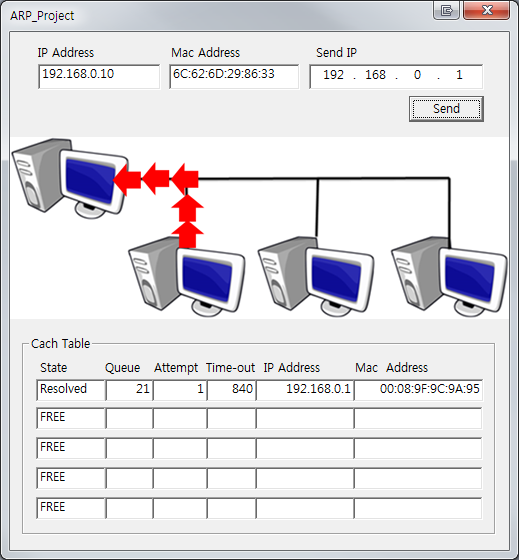 ARP_Project
IP Address Mac Address Send IP
192.168.0.10 6C:62:6D:29:86:33 192 . 168 . 0 . 1
Send
Cach Table
State Queue Attempt Time-out IP Address Mac Address
Resolved 21 1 840 192.168.0.1 00:08:9F:9C:9A:95
FREE
FREE
FREE
FREE